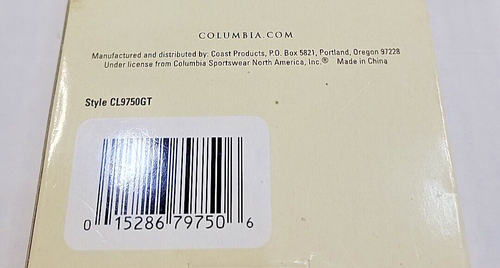 COLUMBIA.COM
Manufactured and distributed by: Coast Products, P.O. Box 5821, Portland, Oregon 97228
Under license from Columbia Sportswear North America, Inc.® Made in China
Style CL9750GT
0 15286 79750 6